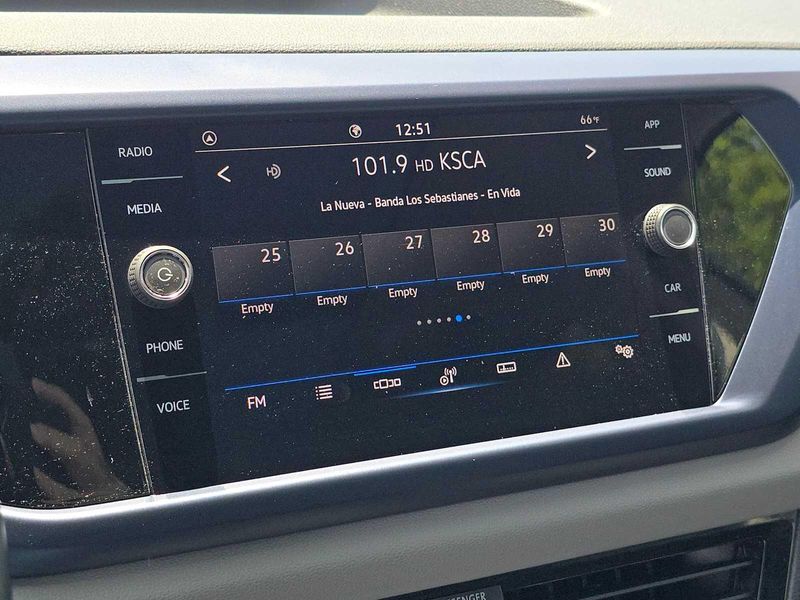 RADIO
MEDIA
PHONE
VOICE
12:51
66°F
HD
101.9 HD KSCA
La Nueva - Banda Los Sebastianes - En Vida
25 26 27 28 29 30
Empty Empty Empty Empty Empty Empty
FM
APP
SOUND
CAR
MENU